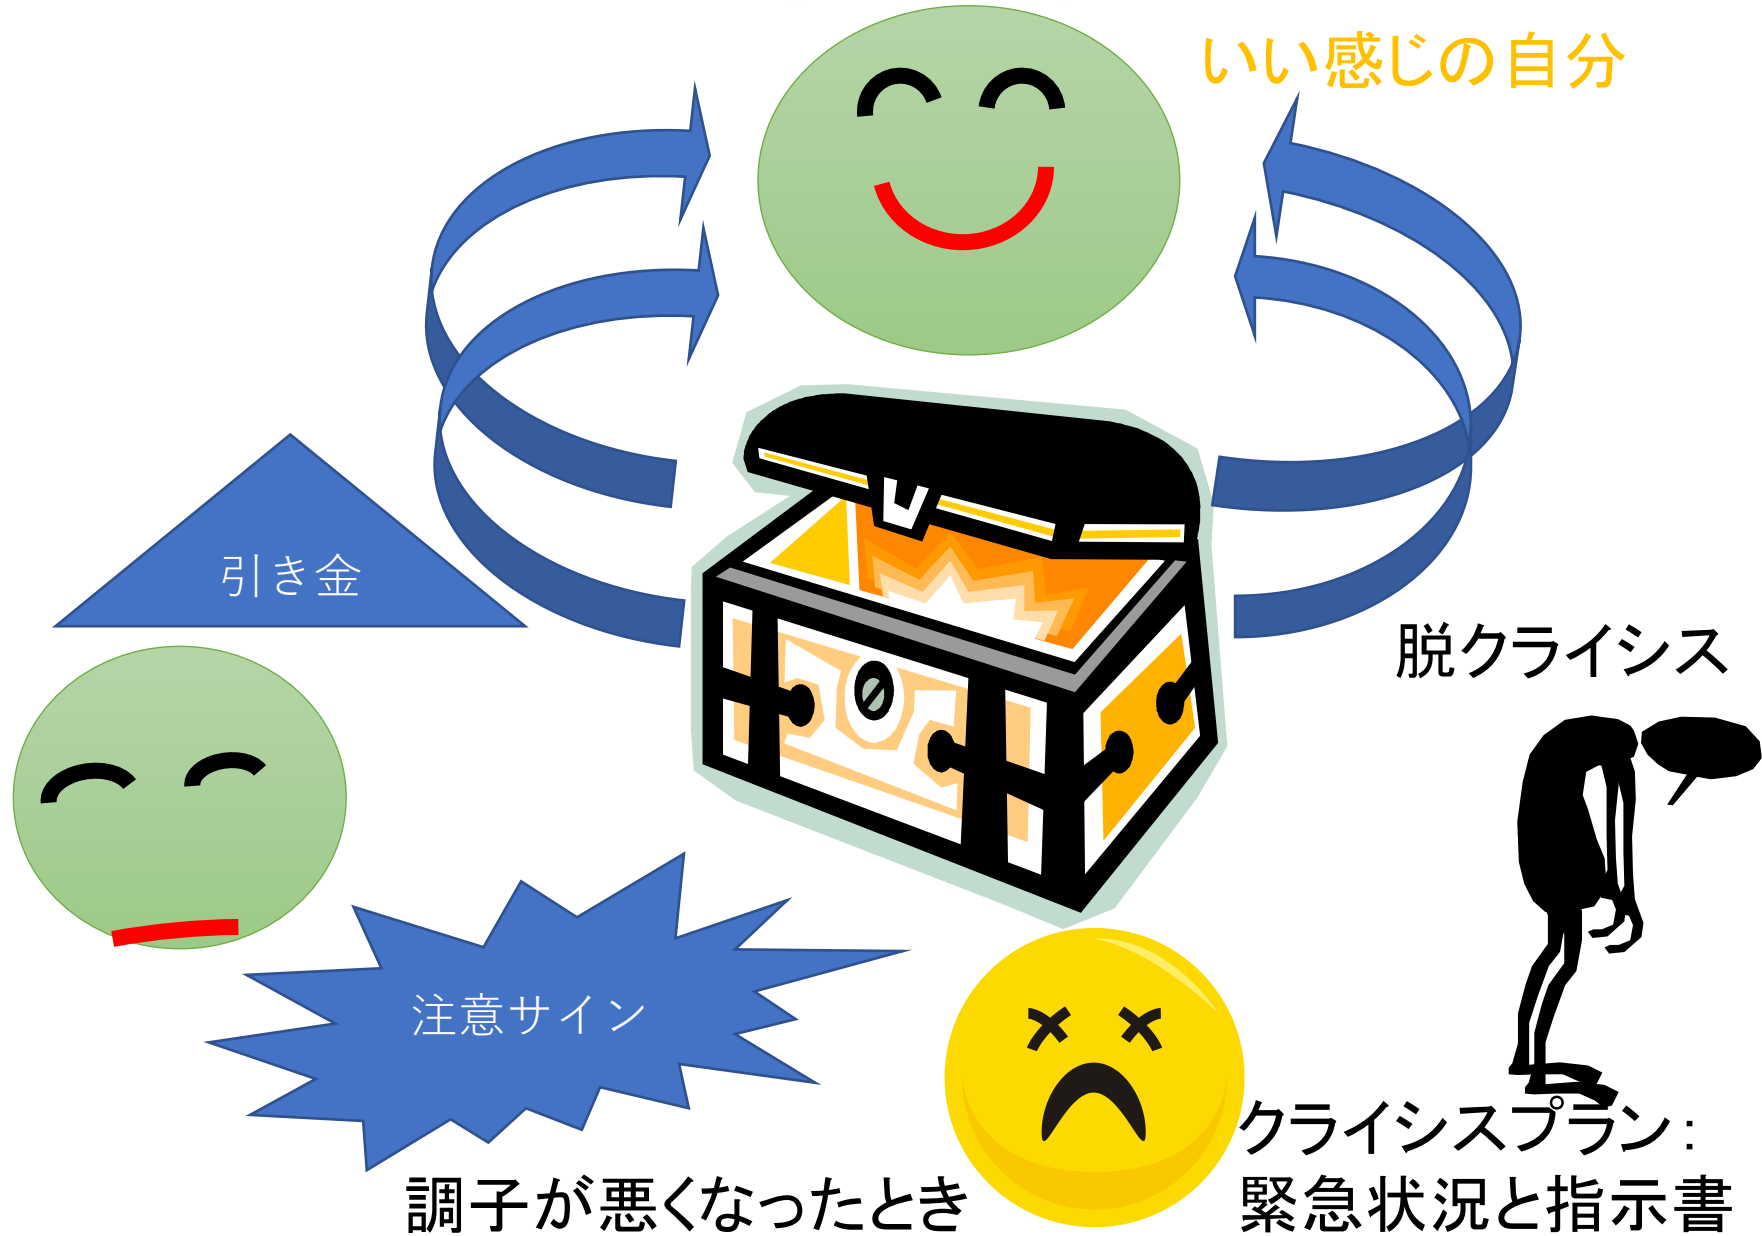 いい感じの自分
引き金
脱クライシス
注意サイン
調子が悪くなったとき
クライシスプラン：
緊急状況と指示書